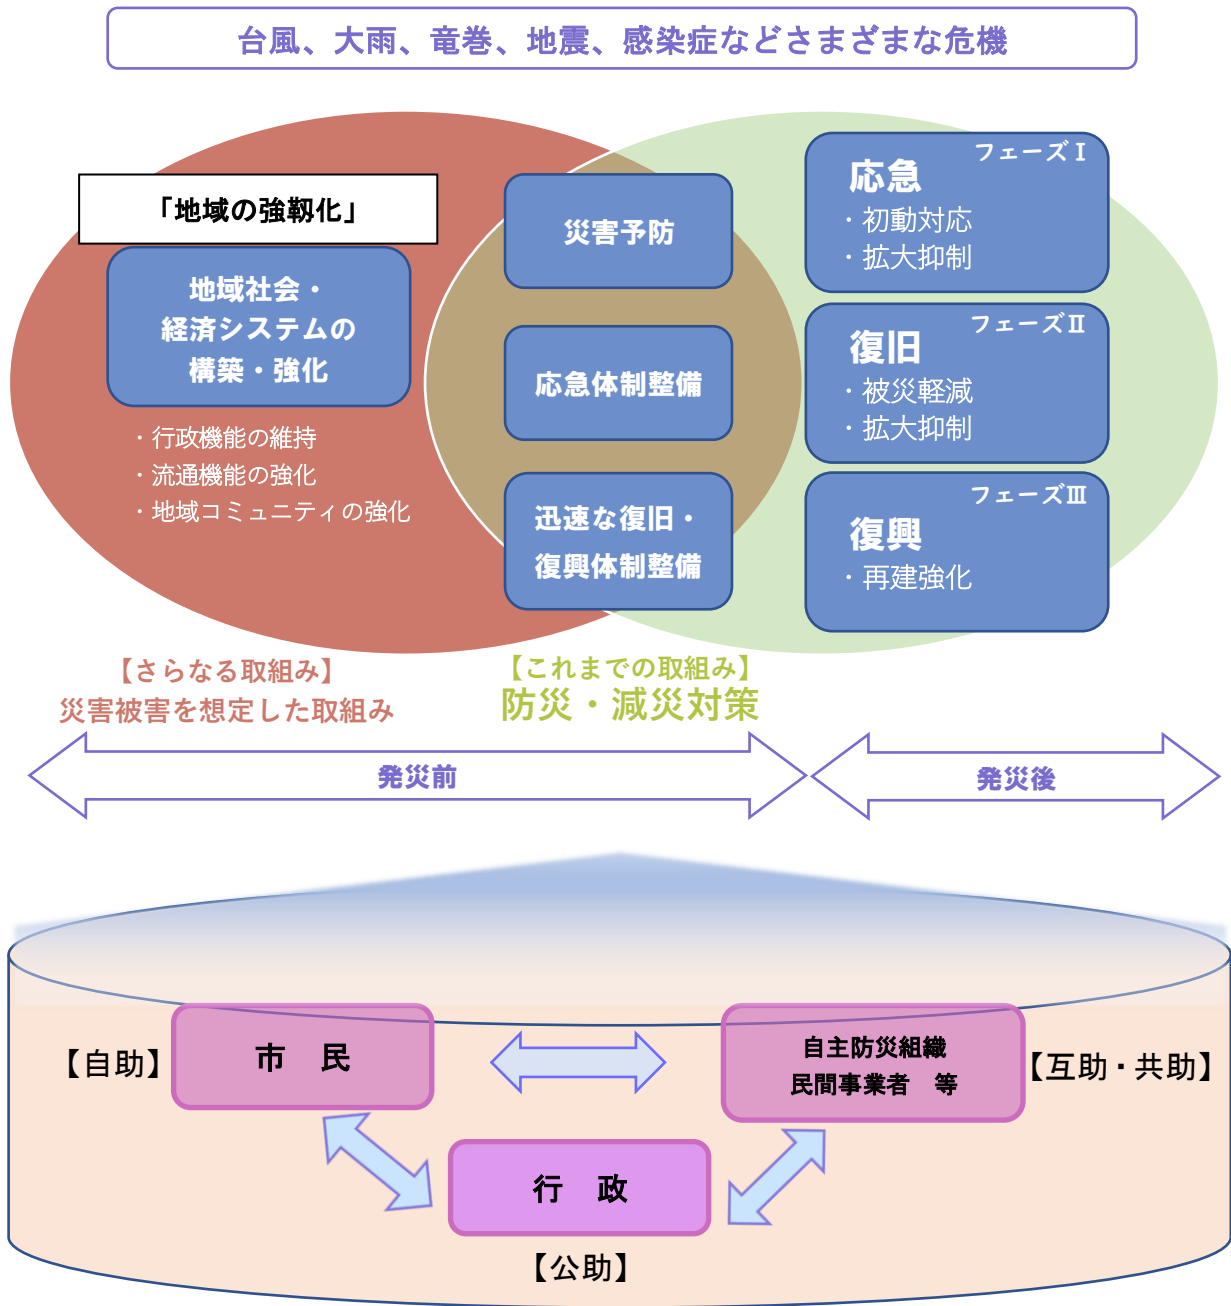 台風、大雨、竜巻、地震、感染症などさまざまな危機
「地域の強靱化」
地域社会・
経済システムの
構築・強化
・行政機能の維持
・流通機能の強化
・地域コミュニティの強化
災害予防
応急体制整備
迅速な復旧・
復興体制整備
フェーズⅠ
応急
・初動対応
・拡大抑制
フェーズⅡ
復旧
・被災軽減
・拡大抑制
フェーズⅢ
復興
・再建強化
【さらなる取組み】
災害被害を想定した取組み
【これまでの取組み】
防災・減災対策
発災前
発災後
【自助】
市　民
自主防災組織
民間事業者　等
【互助・共助】
行　政
【公助】